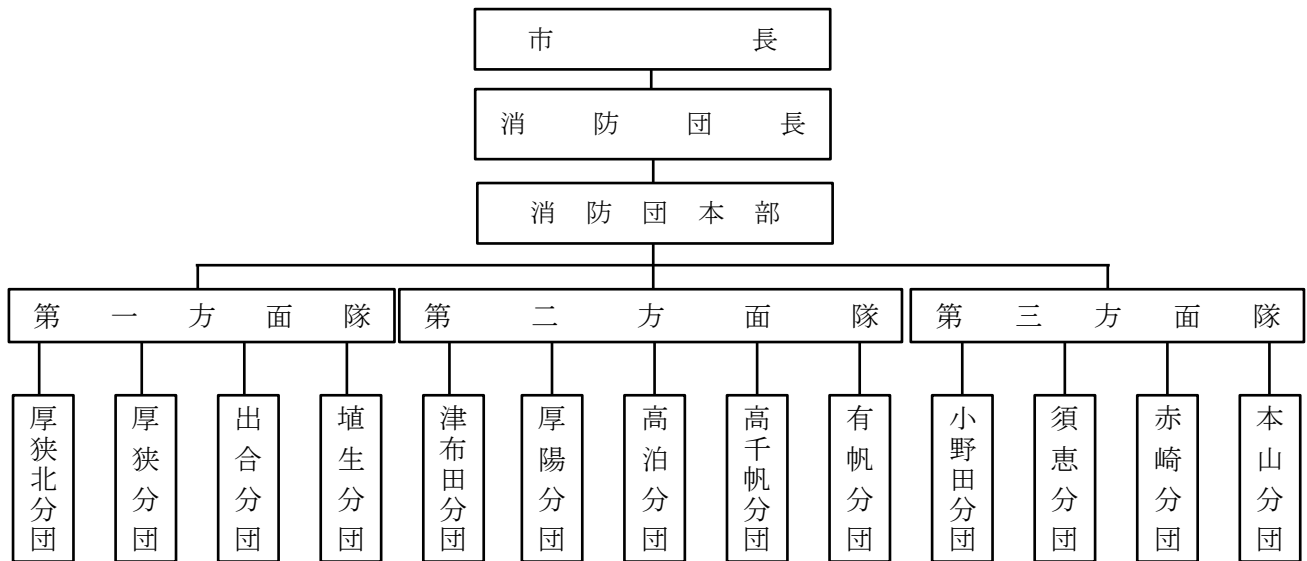 市長
消防団長
消防団本部
第一方面隊
第二方面隊
第三方面隊
厚狭北分団
厚狭分団
出合分団
埴生分団
津布田分団
厚陽分団
高泊分団
高千帆分団
有帆分団
小野田分団
須恵分団
赤崎分団
本山分団